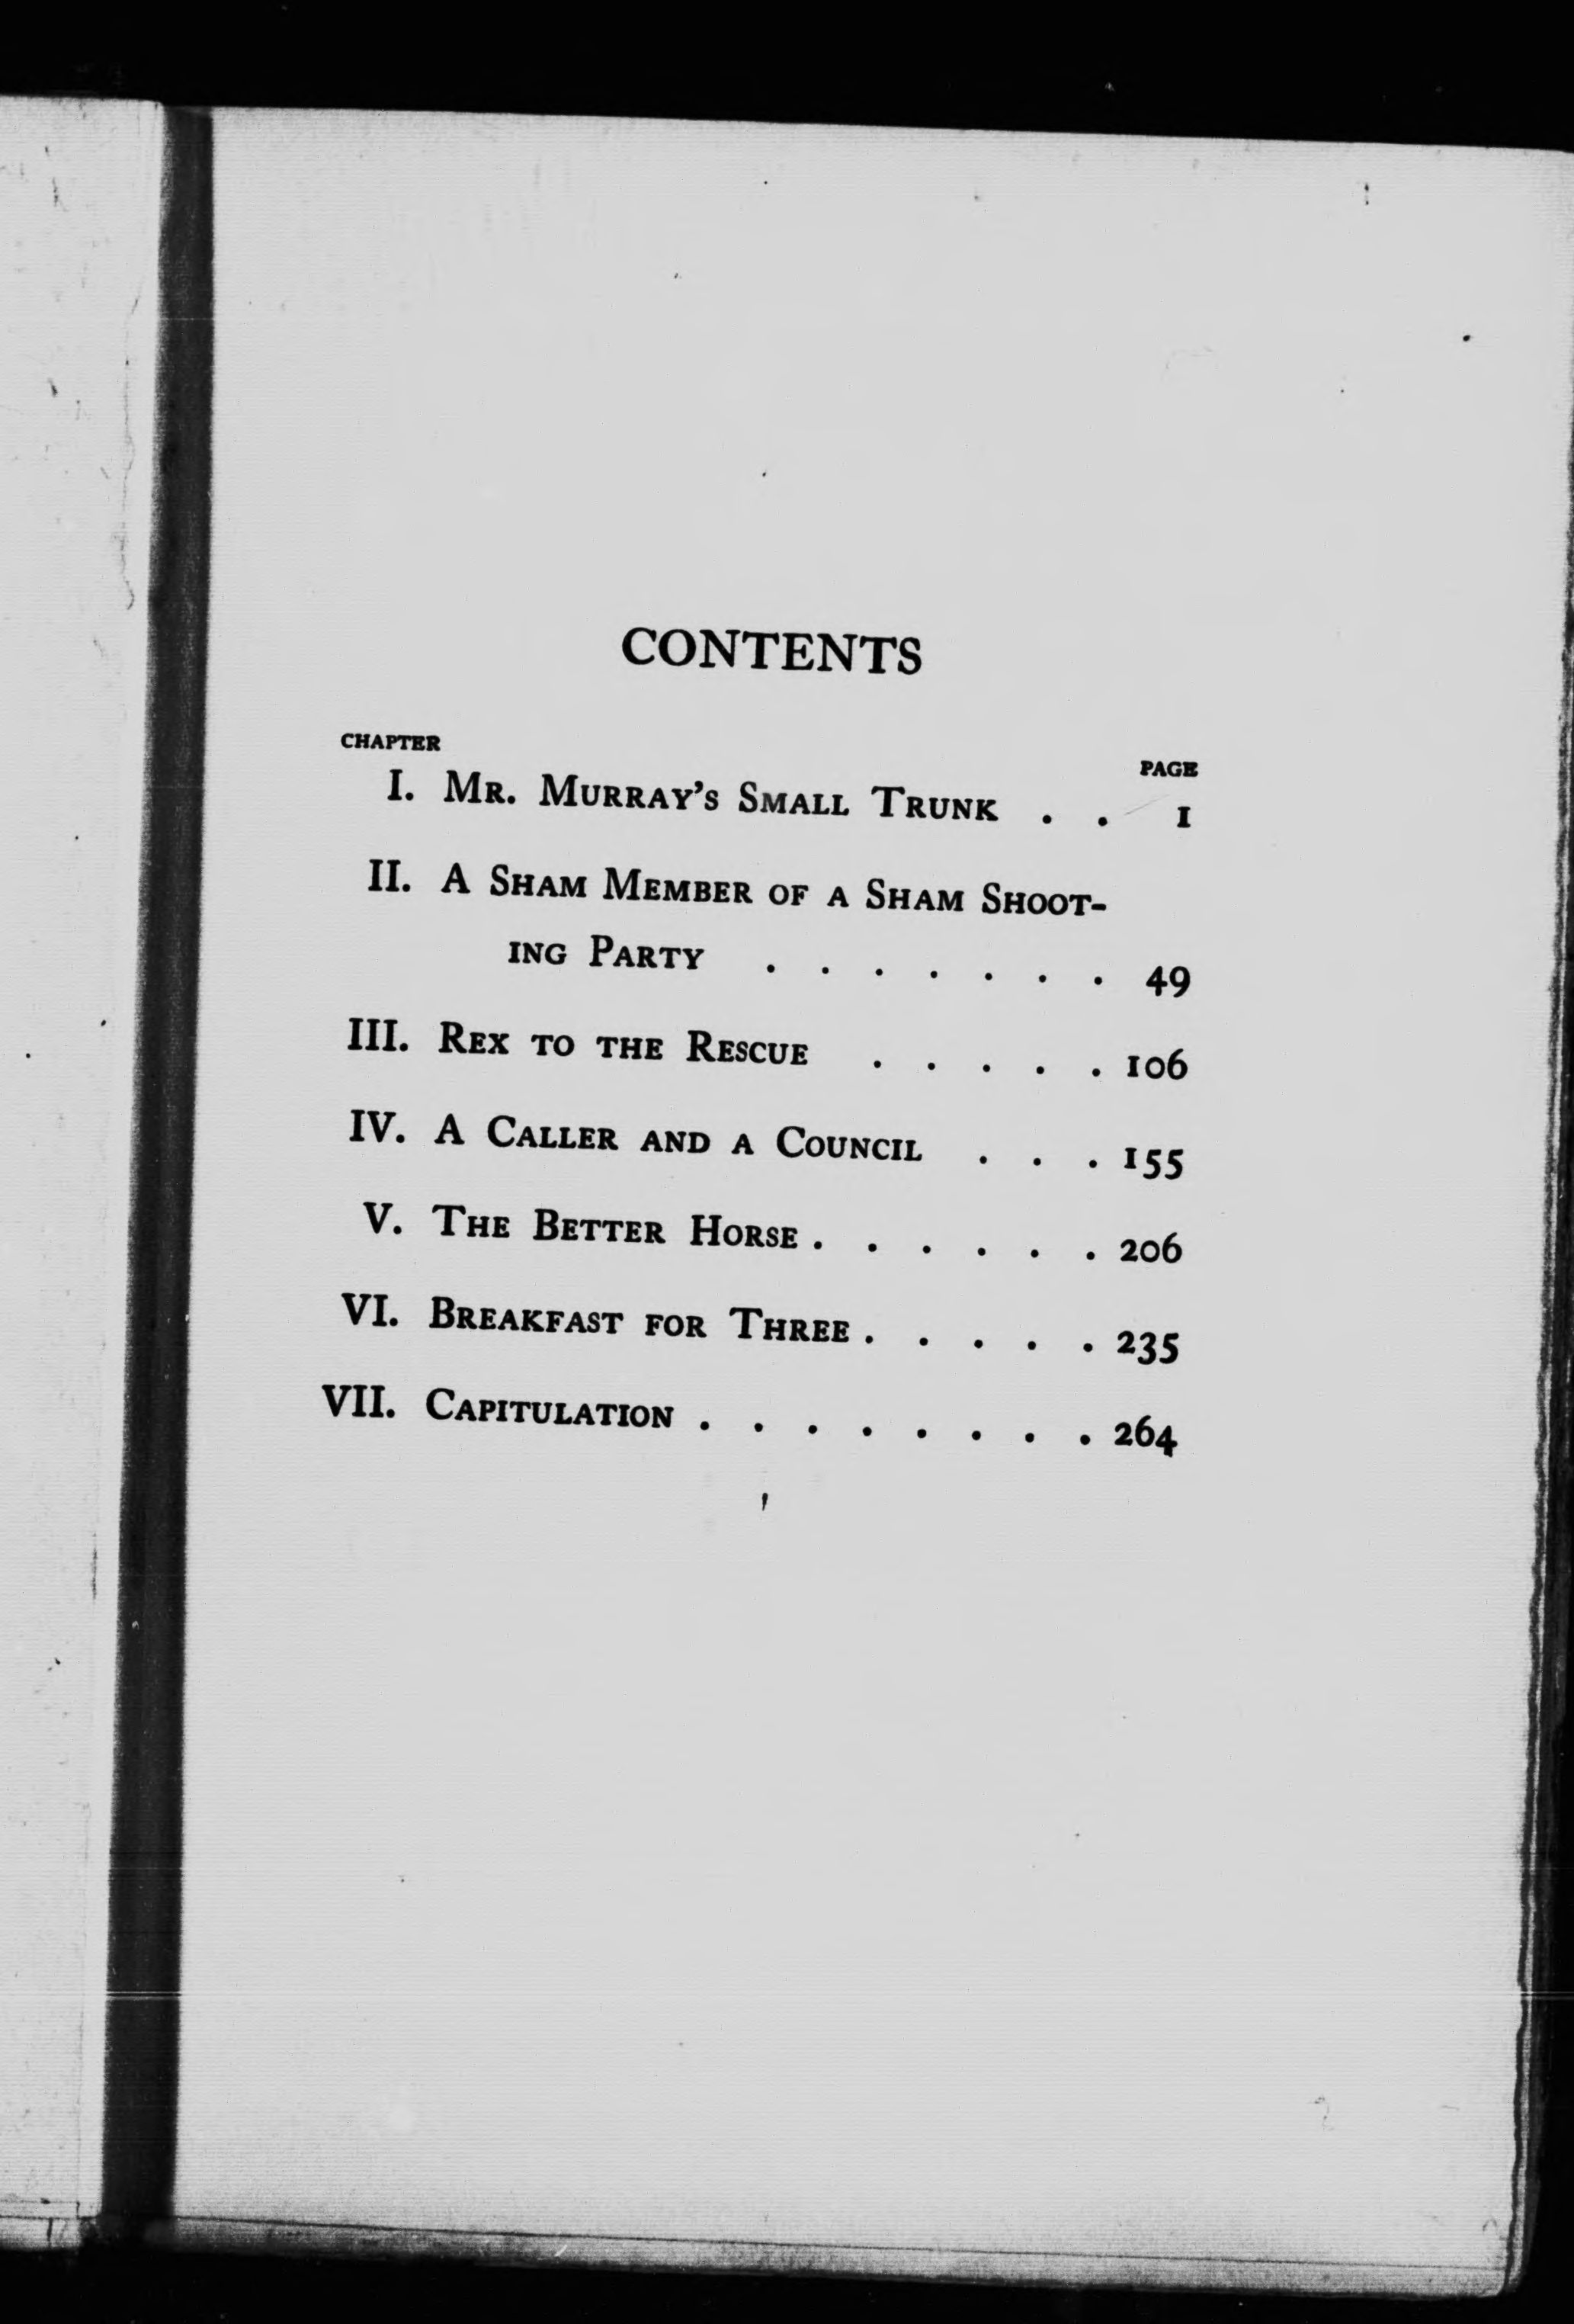 CONTENTS
CHAPTER PAGE
I. MR. MURRAY'S SMALL TRUNK . . 1
II. A SHAM MEMBER OF A SHAM SHOOT-
ING PARTY . . . . . . . 49
III. REX TO THE RESCUE . . . . . 106
IV. A CALLER AND A COUNCIL . . . 155
V. THE BETTER HORSE . . . . . . 206
VI. BREAKFAST FOR THREE . . . . . 235
VII. CAPITULATION . . . . . . . . 264